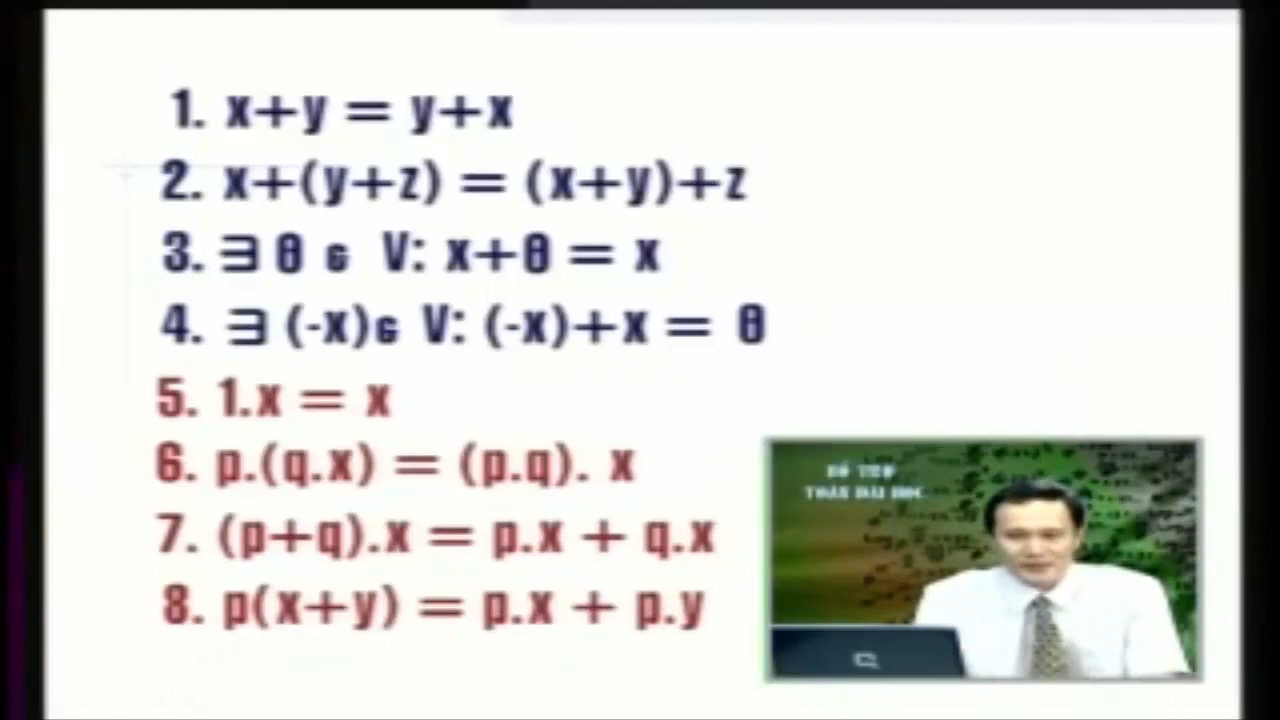 1. x+y = y+x
2. x+(y+z) = (x+y)+z
3. ∃ θ ϵ V: x+θ = x
4. ∃ (-x)ϵ V: (-x)+x = θ
5. 1.x = x
6. p.(q.x) = (p.q). x
7. (p+q).x = p.x + q.x
8. p(x+y) = p.x + p.y